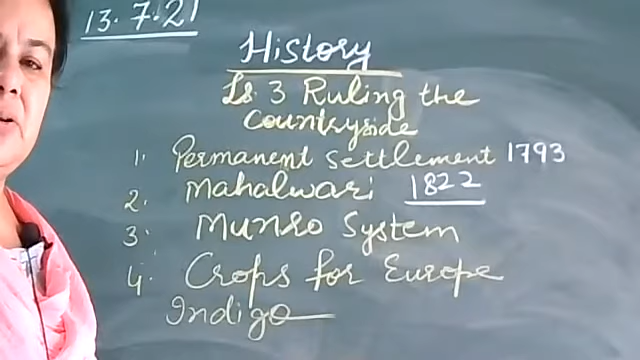 13.7.21
History
Ls. 3 Ruling the
Countryside
1. Permanent Settlement 1793
2. Mahalwari 1822
3. Munro System
4. Crops for Europe
Indigo